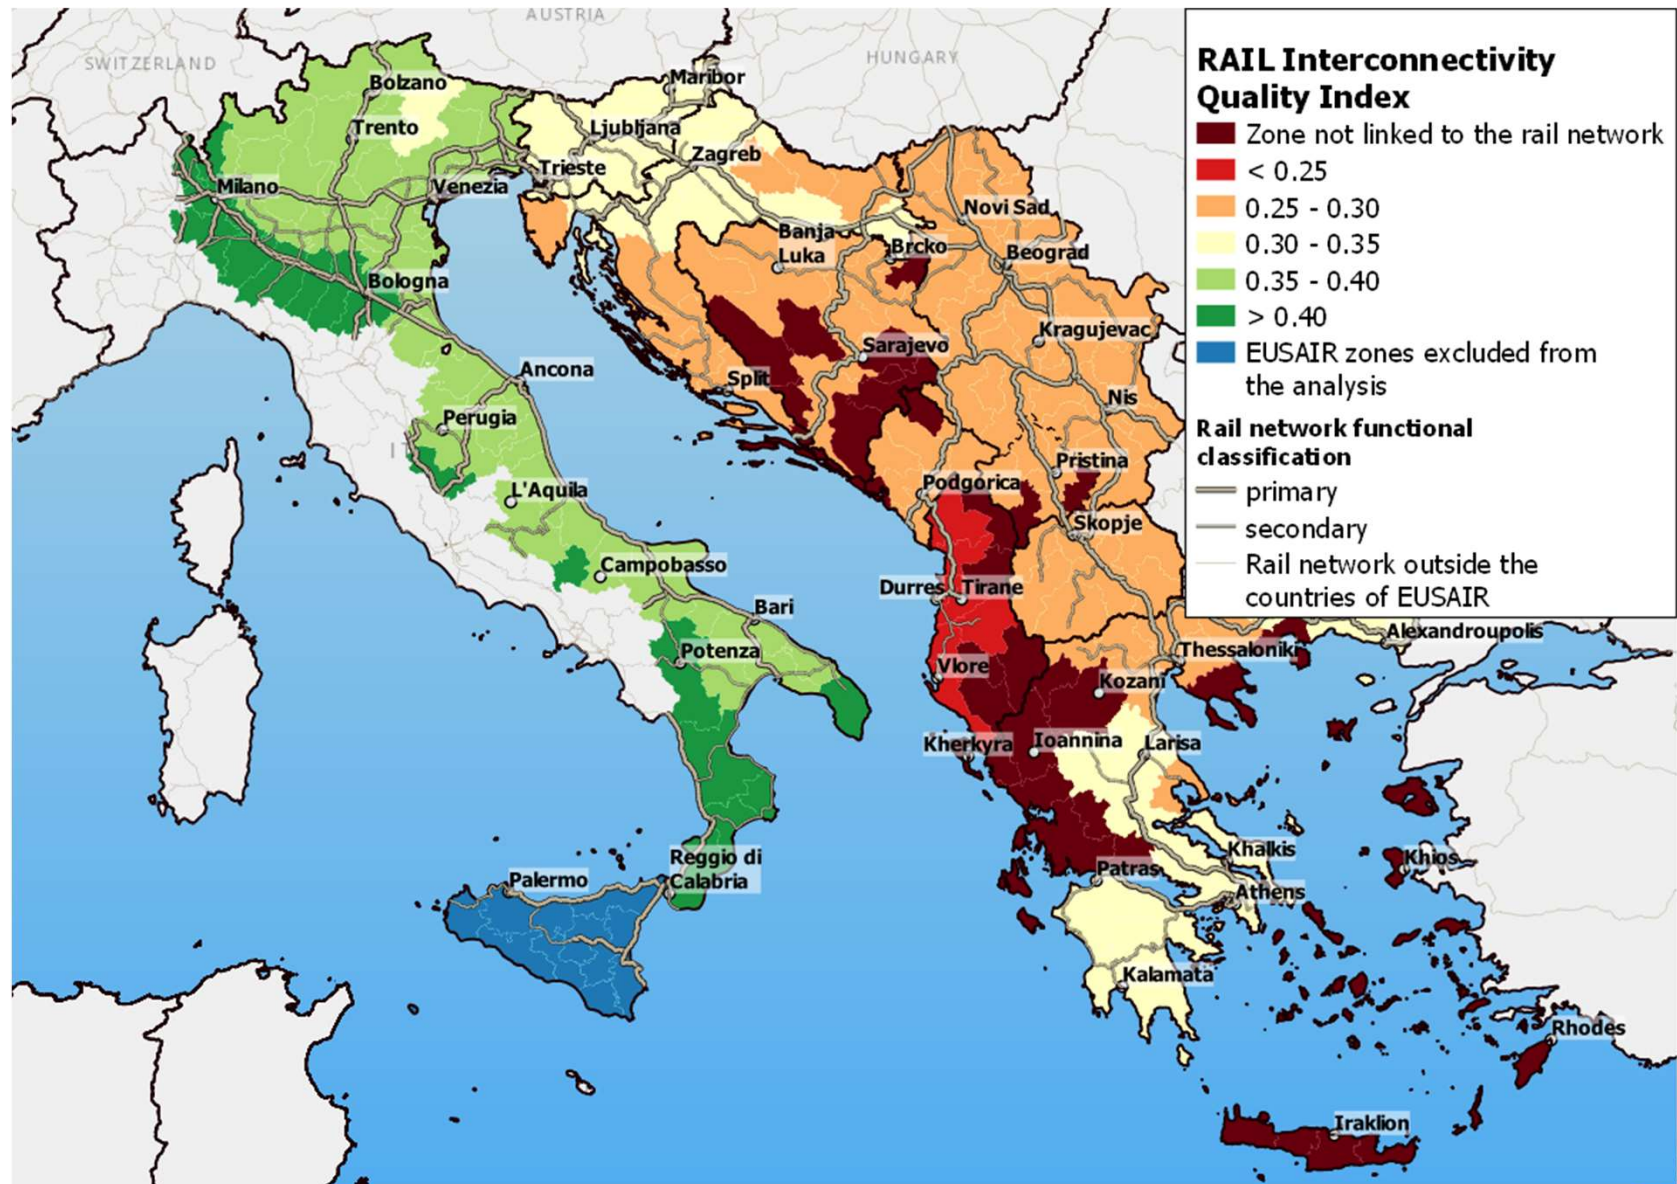 AUSTRIA
SWITZERLAND
HUNGARY
RAIL Interconnectivity
Quality Index
Zone not linked to the rail network
< 0.25
0.25 - 0.30
0.30 - 0.35
0.35 - 0.40
> 0.40
EUSAIR zones excluded from
the analysis
Rail network functional
classification
primary
secondary
Rail network outside the
countries of EUSAIR
Bolzano
Maribor
Trento
Ljubljana
Zagreb
Trieste
Milano
Venezia
Novi Sad
Banja
Luka
Brcko
Beograd
Bologna
Kragujevac
Sarajevo
Ancona
Split
Nis
Perugia
IT
Pristina
L'Aquila
Podgorica
Skopje
Campobasso
Durres
Tirane
Bari
Alexandroupolis
Potenza
Vlore
Thessaloniki
Kozani
Kherkyra
Ioannina
Larisa
Reggio di
Calabria
Khalkis
Khios
Palermo
Patras
Athens
Kalamata
Rhodes
Iraklion